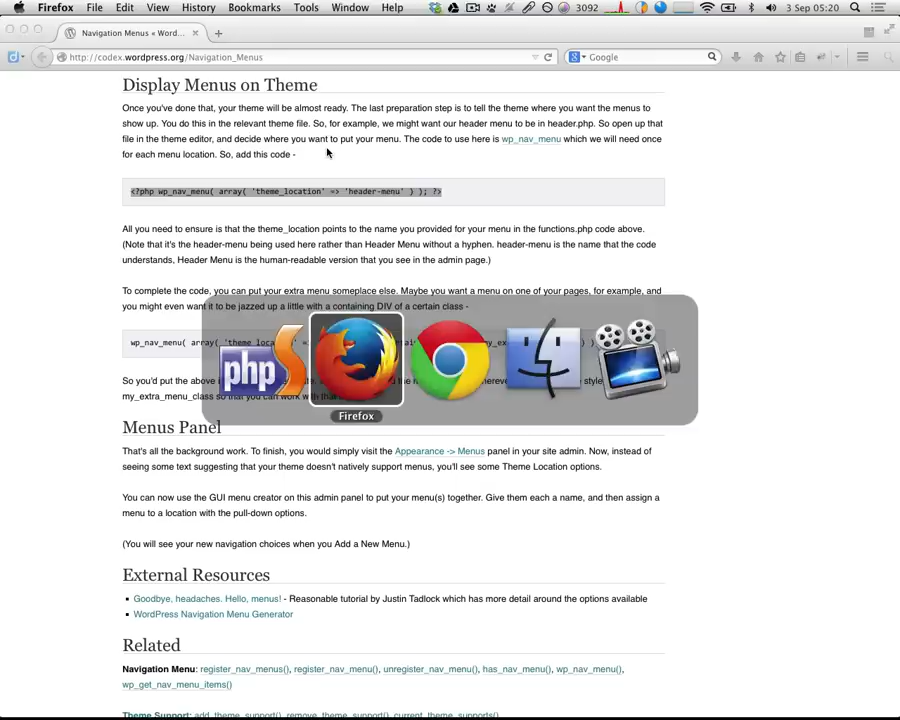 Firefox File Edit View History Bookmarks Tools Window Help 3092 3 Sep 05:20
Navigation Menus « Word...
http://codex.wordpress.org/Navigation_Menus Google
Display Menus on Theme
Once you've done that, your theme will be almost ready. The last preparation step is to tell the theme where you want the menus to
show up. You do this in the relevant theme file. So, for example, we might want our header menu to be in header.php. So open up that
file in the theme editor, and decide where you want to put your menu. The code to use here is wp_nav_menu which we will need once
for each menu location. So, add this code -
<?php wp_nav_menu( array( 'theme_location' => 'header-menu' ) ); ?>
All you need to ensure is that the theme_location points to the name you provided for your menu in the functions.php code above.
(Note that it's the header-menu being used here rather than Header Menu without a hyphen. header-menu is the name that the code
understands, Header Menu is the human-readable version that you see in the admin page.)
To complete the code, you can put your extra menu someplace else. Maybe you want a menu on one of your pages, for example, and
you might even want it to be jazzed up a little with a containing DIV of a certain class -
wp_nav_menu( array( 'theme_loca
php
Firefox
So you'd put the above i
the style
my_extra_menu_class so that you can work with that
Menus Panel
That's all the background work. To finish, you would simply visit the Appearance -> Menus panel in your site admin. Now, instead of
seeing some text suggesting that your theme doesn't natively support menus, you'll see some Theme Location options.
You can now use the GUI menu creator on this admin panel to put your menu(s) together. Give them each a name, and then assign a
menu to a location with the pull-down options.
(You will see your new navigation choices when you Add a New Menu.)
External Resources
Goodbye, headaches. Hello, menus! - Reasonable tutorial by Justin Tadlock which has more detail around the options available
WordPress Navigation Menu Generator
Related
Navigation Menu: register_nav_menus(), register_nav_menu(), unregister_nav_menu(), has_nav_menu(), wp_nav_menu(),
wp_get_nav_menu_items()
Theme Support: add_theme_support(), remove_theme_support(), current_theme_supports()